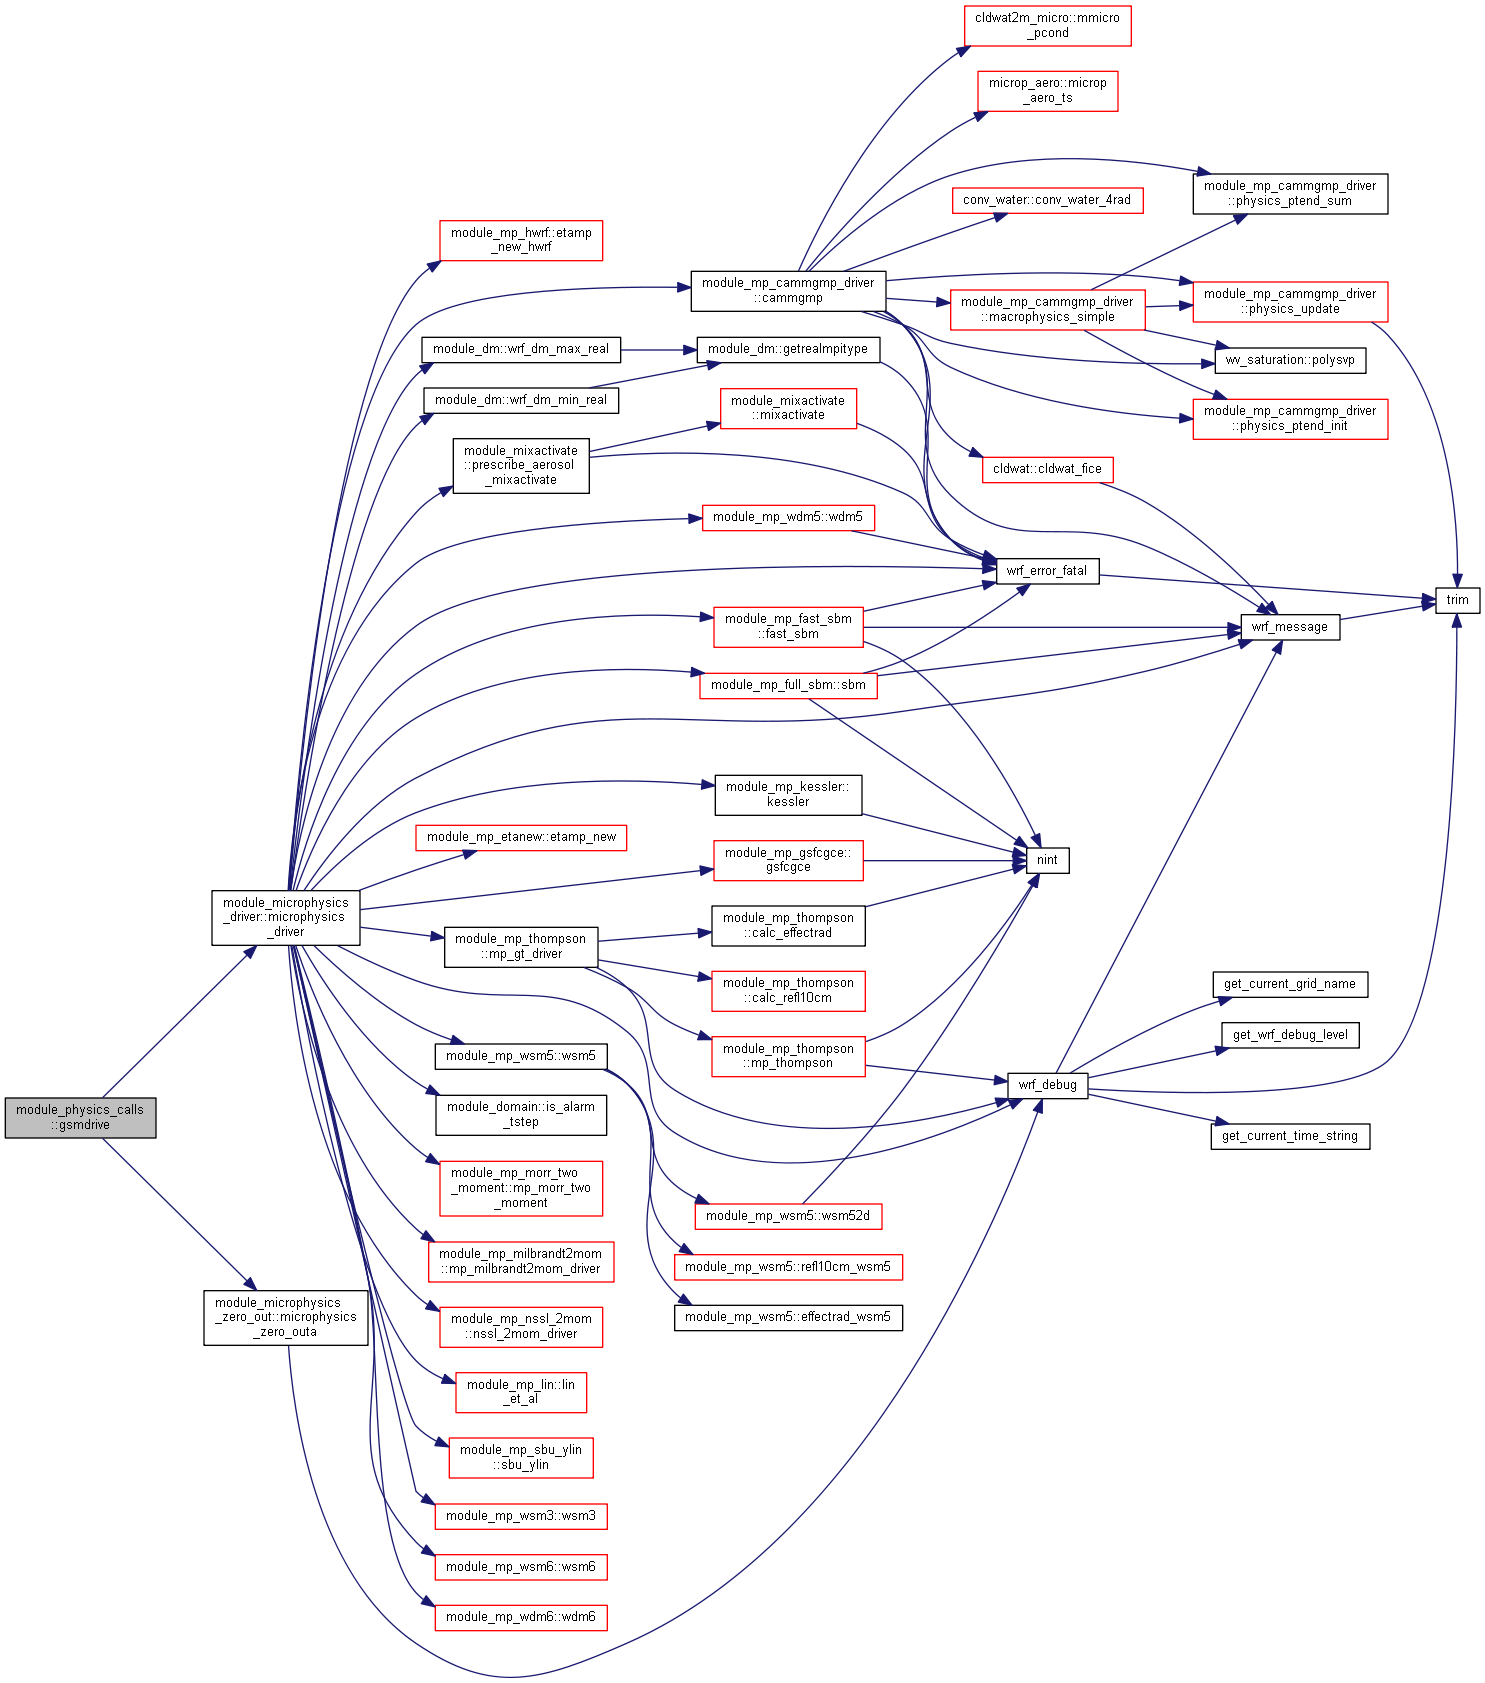 cldwat2m_micro::mmicro
_pcond
microp_aero::microp
_aero_ts
module_mp_cammgmp_driver
::physics_ptend_sum
conv_water::conv_water_4rad
module_mp_hwrf::etamp
_new_hwrf
module_mp_cammgmp_driver
::cammgmp
module_mp_cammgmp_driver
::macrophysics_simple
module_mp_cammgmp_driver
::physics_update
module_dm::wrf_dm_max_real
module_dm::getrealmpitype
wv_saturation::polysvp
module_dm::wrf_dm_min_real
module_mixactivate
::mixactivate
module_mp_cammgmp_driver
::physics_ptend_init
module_mixactivate
::prescribe_aerosol
_mixactivate
cldwat::cldwat_fice
module_mp_wdm5::wdm5
wrf_error_fatal
trim
module_mp_fast_sbm
::fast_sbm
wrf_message
module_mp_full_sbm::sbm
module_mp_kessler::
kessler
module_mp_etanew::etamp_new
module_mp_gsfcgce::
gsfcgce
nint
module_microphysics
_driver::microphysics
_driver
module_mp_thompson
::calc_effectrad
module_mp_thompson
::mp_gt_driver
module_mp_thompson
::calc_refl10cm
get_current_grid_name
get_wrf_debug_level
module_mp_wsm5::wsm5
module_mp_thompson
::mp_thompson
wrf_debug
module_physics_calls
::gsmdrive
module_domain::is_alarm
_tstep
get_current_time_string
module_mp_morr_two
_moment::mp_morr_two
_moment
module_mp_wsm5::wsm52d
module_mp_milbrandt2mom
::mp_milbrandt2mom_driver
module_mp_wsm5::refl10cm_wsm5
module_microphysics
_zero_out::microphysics
_zero_outa
module_mp_nssl_2mom
::nssl_2mom_driver
module_mp_wsm5::effectrad_wsm5
module_mp_lin::lin
_et_al
module_mp_sbu_ylin
::sbu_ylin
module_mp_wsm3::wsm3
module_mp_wsm6::wsm6
module_mp_wdm6::wdm6